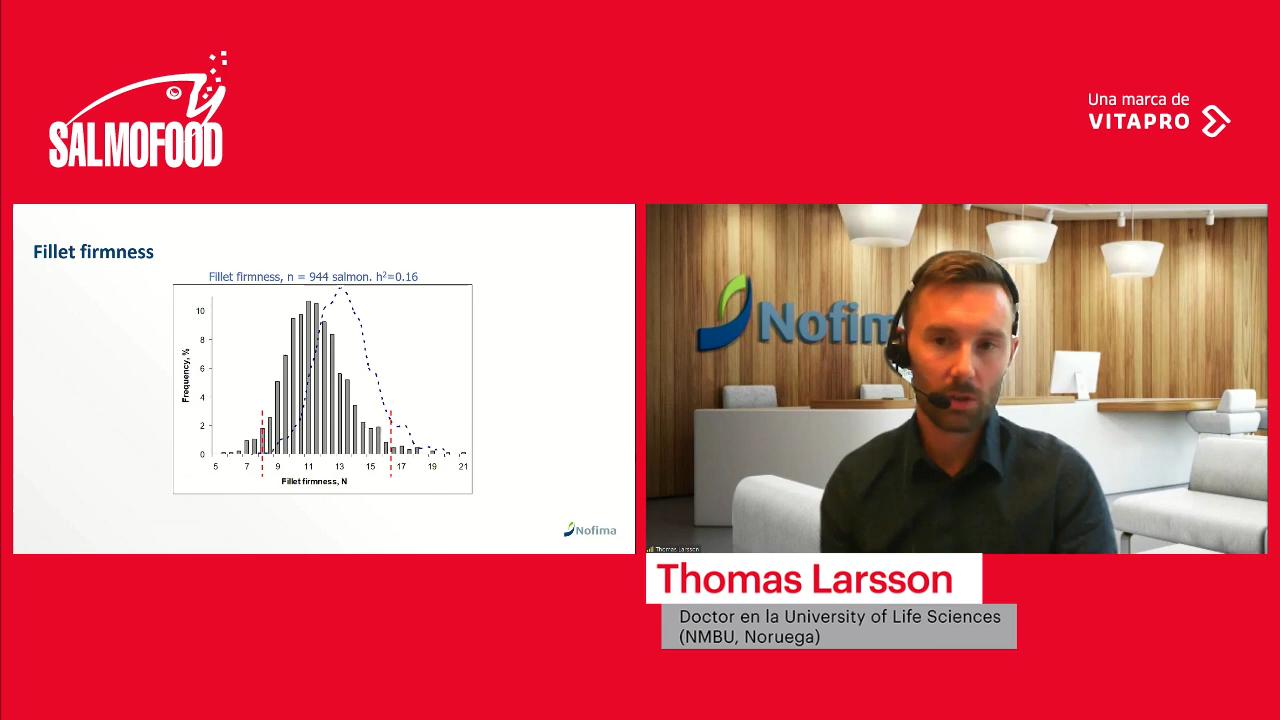 SALMOFOOD
Una marca de
VITAPRO
Fillet firmness
Fillet firmness, n = 944 salmon. h²=0.16
Frequency, %
10
8
6
4
2
0
5 7 9 11 13 15 17 19 21
Fillet firmness, N
Nofima
Nofim
Thomas Larsson
Thomas Larsson
Doctor en la University of Life Sciences
(NMBU, Noruega)